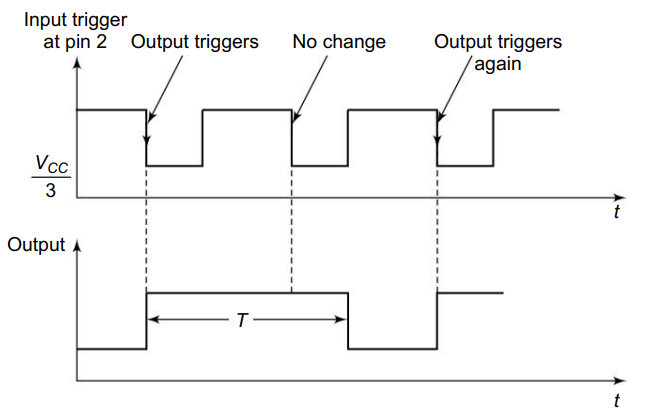 Input trigger
at pin 2 Output triggers No change Output triggers
again
VCC
3
t
Output
T
t